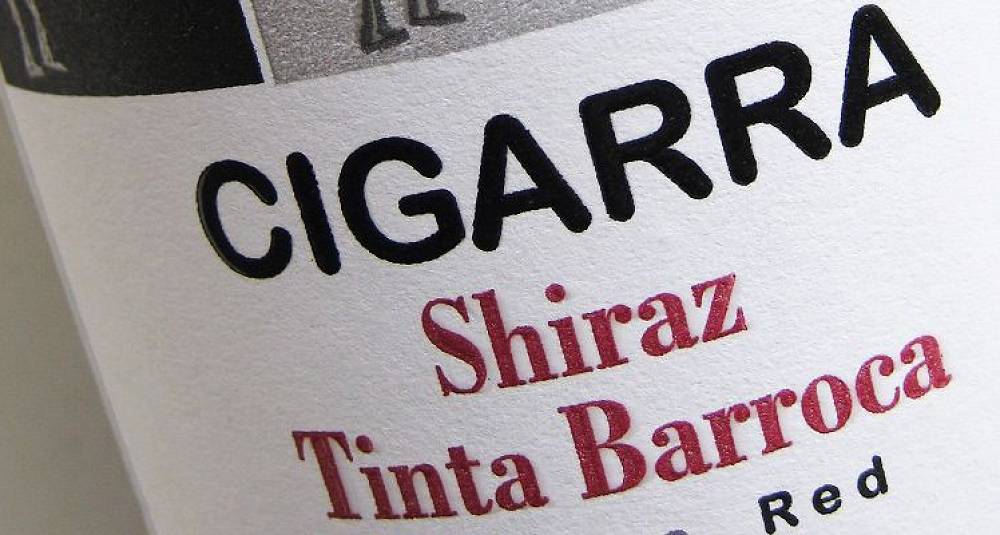 CIGARRA
Shiraz
Tinta Barroca
Red